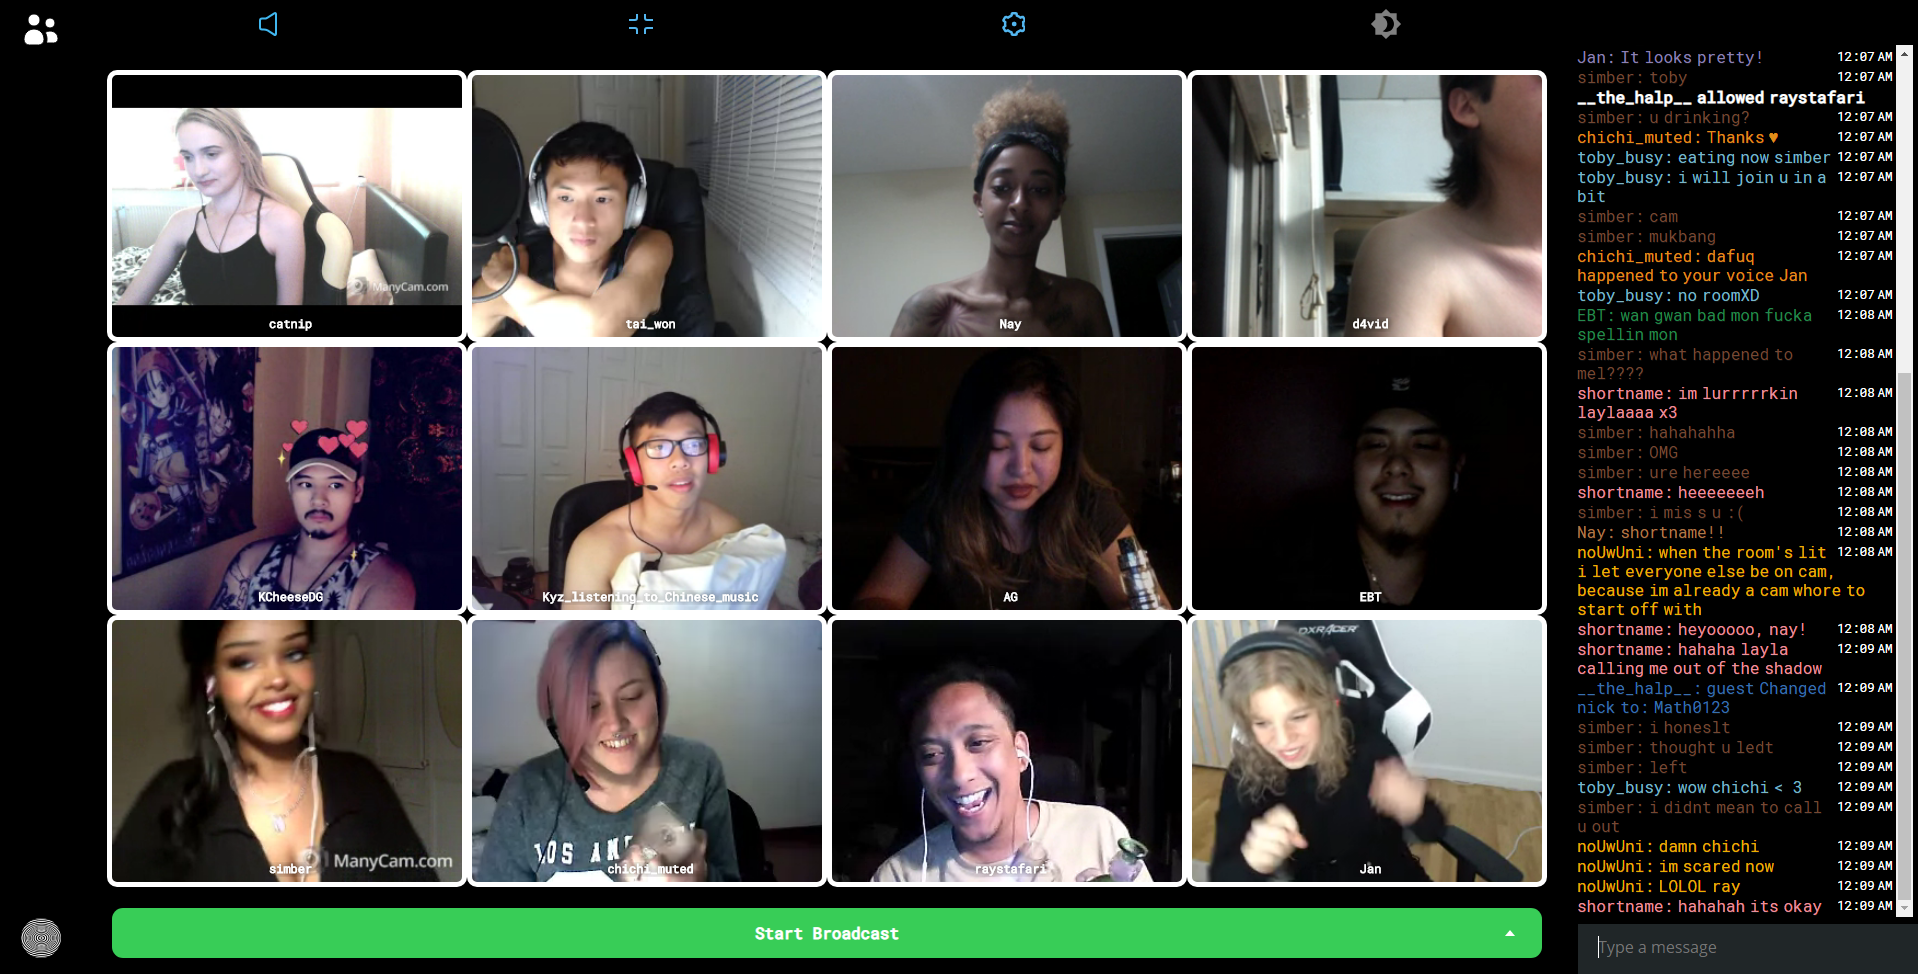 ManyCam.com
catnip
tai_won
Nay
d4vid
KCheeseDG
Kyz_listening_to_Chinese_music
AG
EBT
DXRACER
ManyCam.com
simber
LOS AN
chichi_muted
raystafari
Jan
Start Broadcast
Jan: It looks pretty! 12:07 AM
simber: toby 12:07 AM
__the_halp__ allowed raystafari
simber: u drinking? 12:07 AM
chichi_muted: Thanks ♥ 12:07 AM
toby_busy: eating now simber 12:07 AM
toby_busy: i will join u in a 12:07 AM
bit
simber: cam 12:07 AM
simber: mukbang 12:07 AM
chichi_muted: dafuq 12:07 AM
happened to your voice Jan
toby_busy: no roomXD 12:07 AM
EBT: wan gwan bad mon fucka 12:08 AM
spellin mon
simber: what happened to 12:08 AM
mel????
shortname: im lurrrrrkin 12:08 AM
laylaaaa x3
simber: hahahahha 12:08 AM
simber: OMG 12:08 AM
simber: ure hereeee 12:08 AM
shortname: heeeeeeeh 12:08 AM
simber: i mis s u :( 12:08 AM
Nay: shortname!! 12:08 AM
noUwUni: when the room's lit 12:08 AM
i let everyone else be on cam,
because im already a cam whore to
start off with
shortname: heyooooo, nay! 12:08 AM
shortname: hahaha layla 12:09 AM
calling me out of the shadow
__the_halp__: guest Changed 12:09 AM
nick to: Math0123
simber: i honeslt 12:09 AM
simber: thought u ledt 12:09 AM
simber: left 12:09 AM
toby_busy: wow chichi < 3 12:09 AM
simber: i didnt mean to call 12:09 AM
u out
noUwUni: damn chichi 12:09 AM
noUwUni: im scared now 12:09 AM
noUwUni: LOLOL ray 12:09 AM
shortname: hahahah its okay 12:09 AM
Type a message